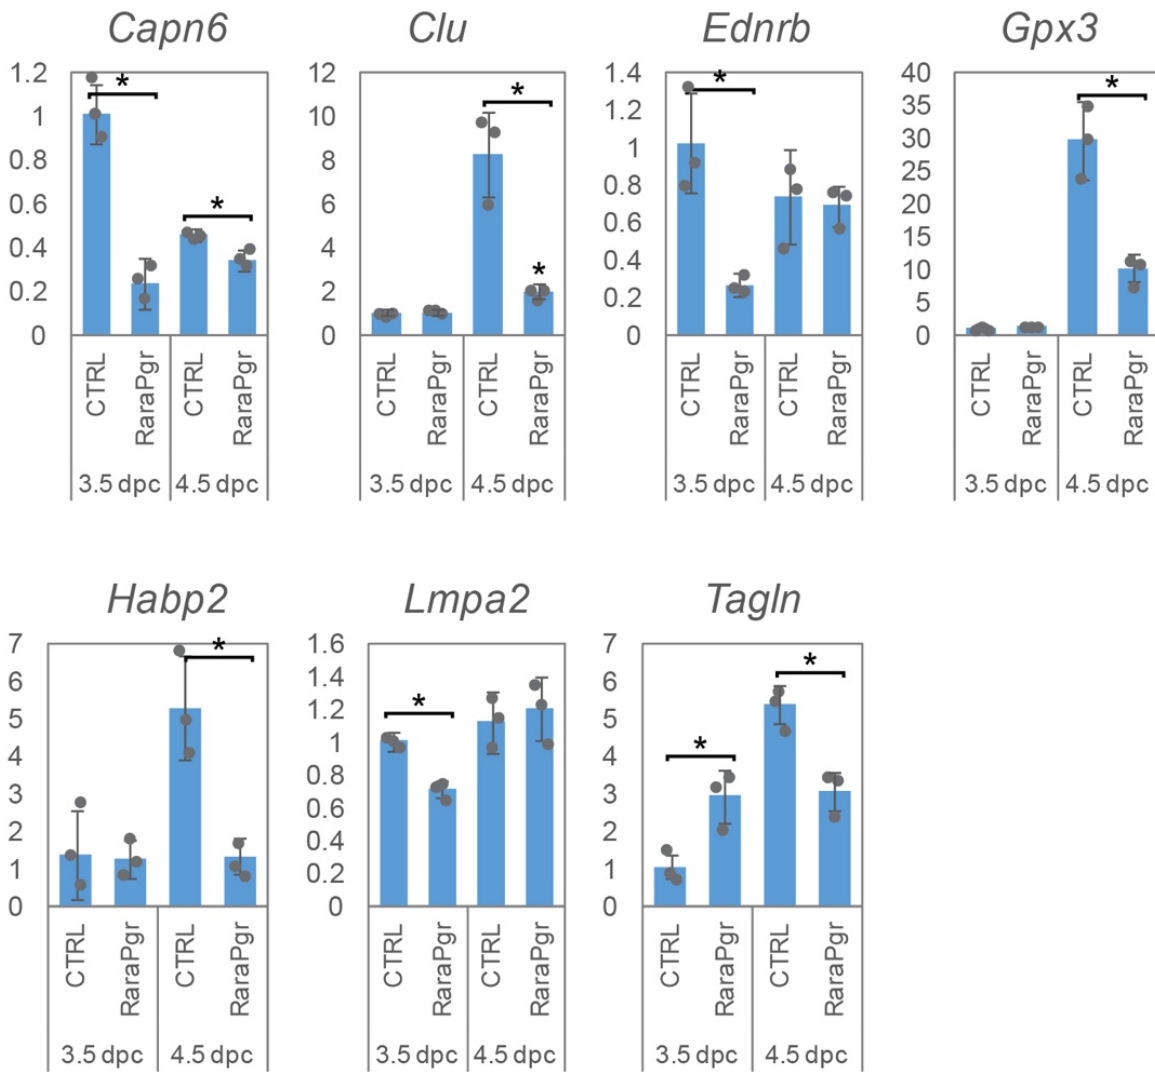 Capn6 Clu Ednrb Gpx3
1.2 12 1.4 40
* * * *
1 10 1.2 35
0.8 8 1 30
0.6 6 0.8 25
* 
0.4 4 0.6 20
0.2 2 * 0.4 15
0 0 0.2 10
0 5
0
CTRL RaraPgr CTRL RaraPgr CTRL RaraPgr CTRL RaraPgr CTRL RaraPgr CTRL RaraPgr CTRL RaraPgr CTRL RaraPgr
3.5 dpc 4.5 dpc 3.5 dpc 4.5 dpc 3.5 dpc 4.5 dpc 3.5 dpc 4.5 dpc
Habp2 Lmpa2 Tagln
7 1.6 7
* *
6 1.4 6
5 * 1.2 5
4 1 * 4
3 0.8 3
2 0.6 2
1 0.4 1
0 0.2 0
0
CTRL RaraPgr CTRL RaraPgr CTRL RaraPgr CTRL RaraPgr CTRL RaraPgr CTRL RaraPgr
3.5 dpc 4.5 dpc 3.5 dpc 4.5 dpc 3.5 dpc 4.5 dpc